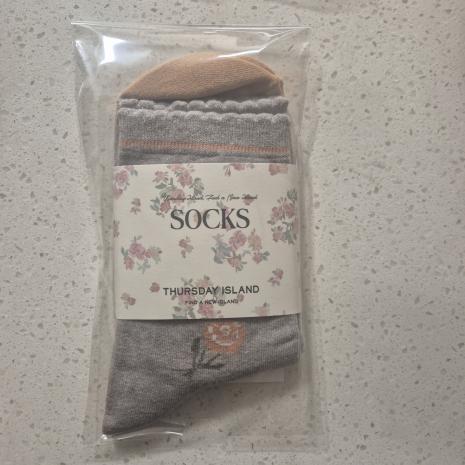 SOCKS
THURSDAY ISLAND
FIND A NEW ISLAND